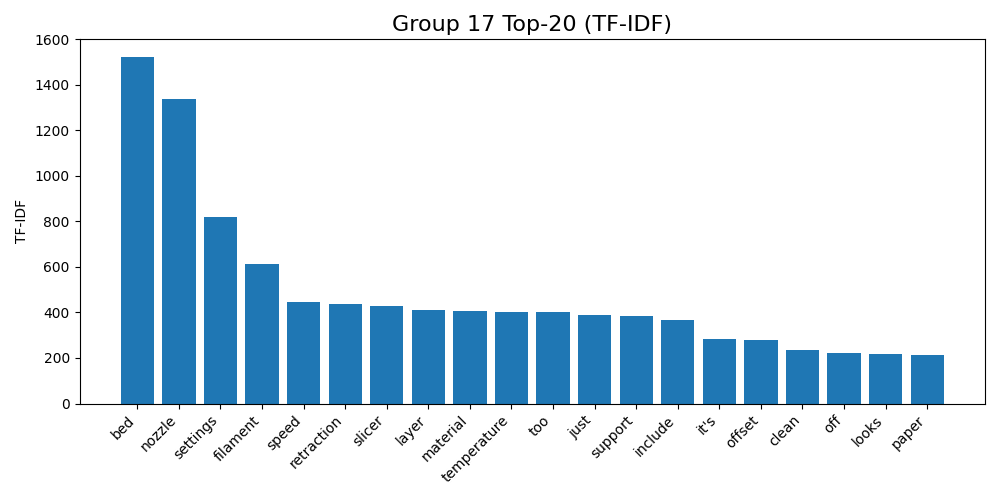 Group 17 Top-20 (TF-IDF)
1600
1400
1200
1000
800
600
400
200
0
TF-IDF
bed
nozzle
settings
filament
speed
retraction
slicer
layer
material
temperature
too
just
support
include
it's
offset
clean
off
looks
paper